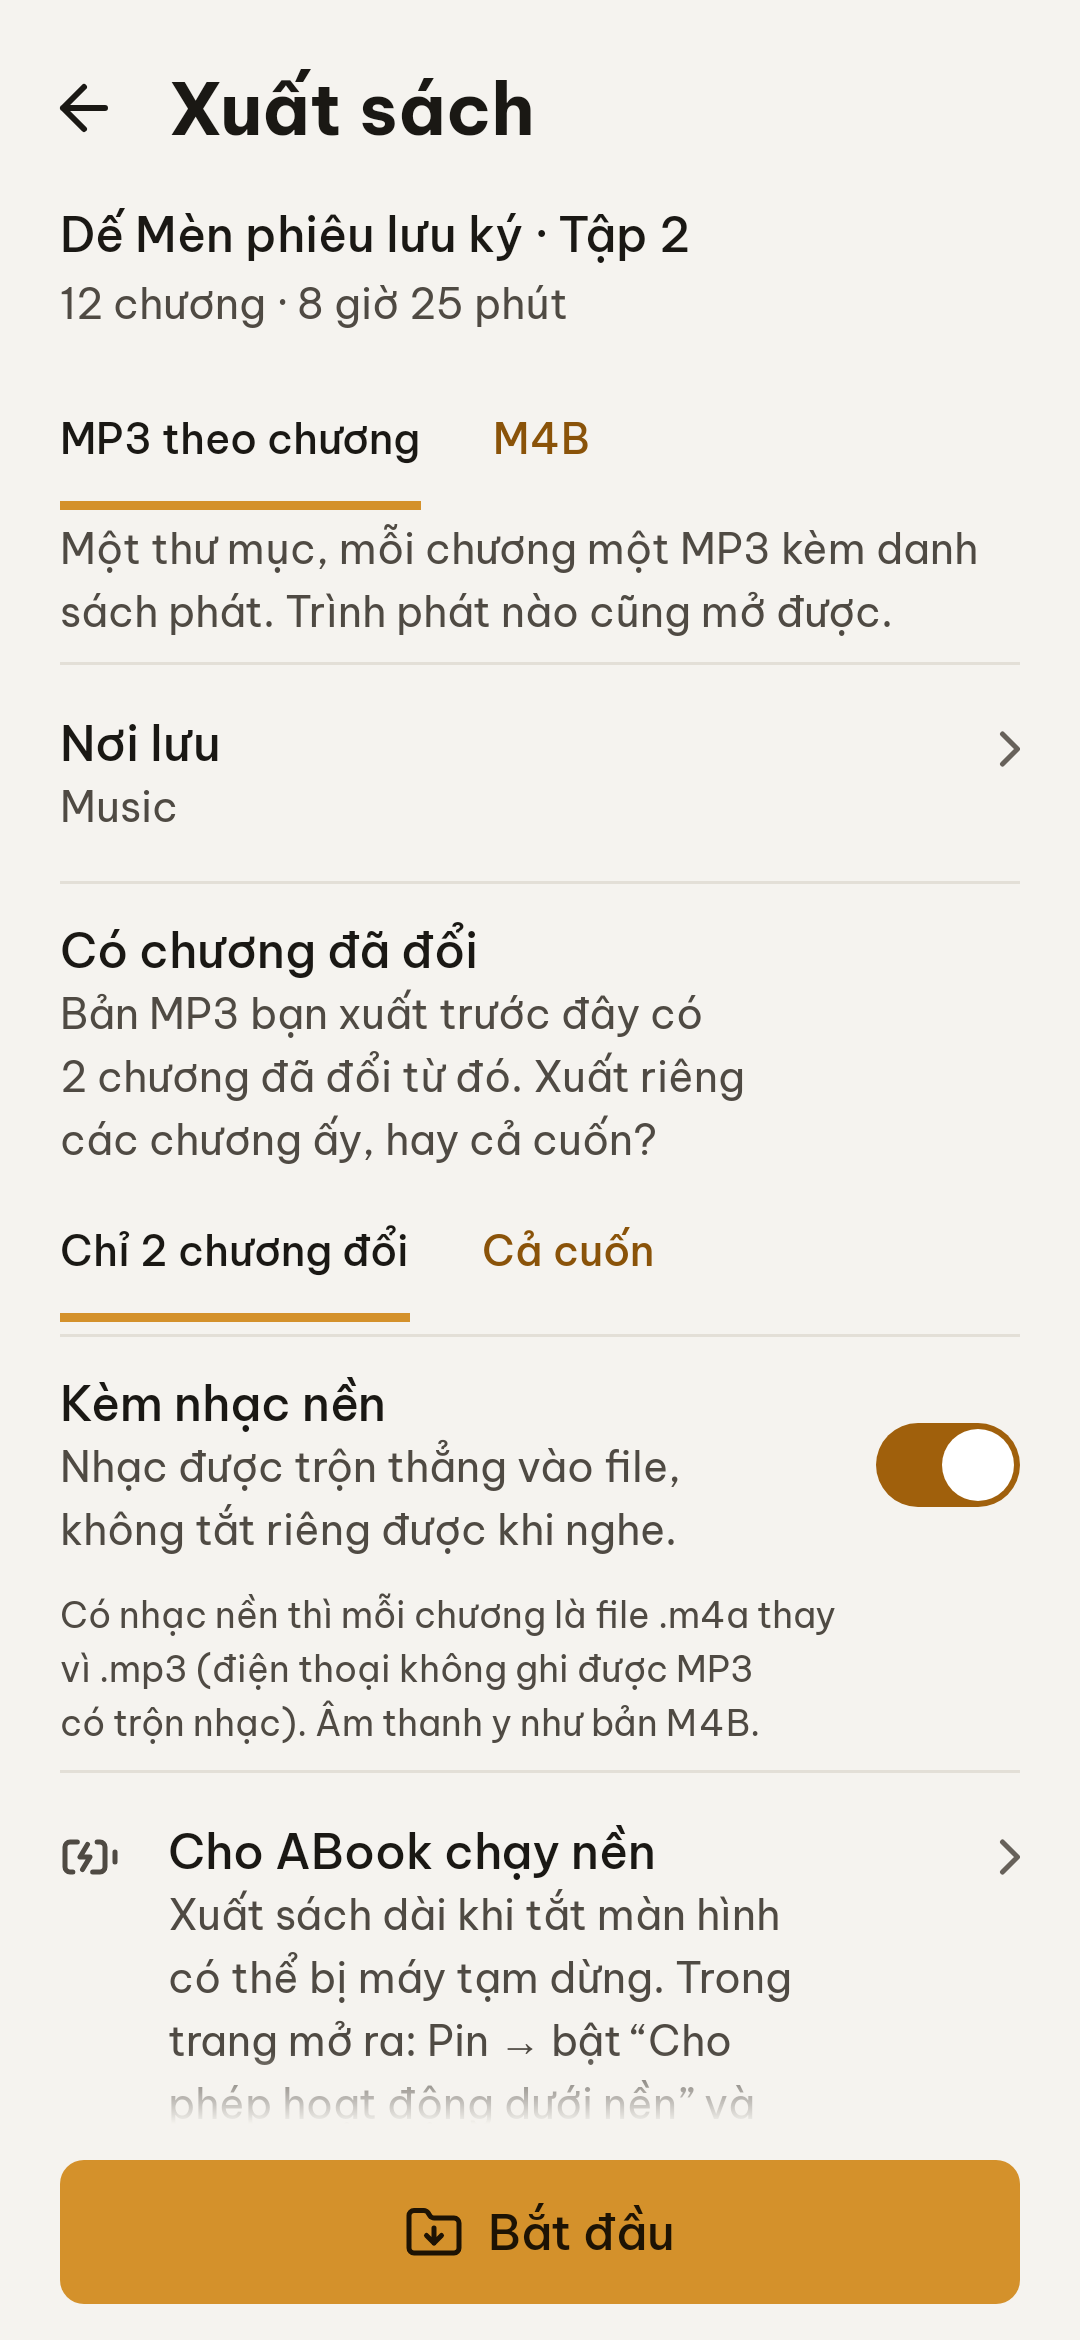 Xuất sách
Dế Mèn phiêu lưu ký · Tập 2
12 chương · 8 giờ 25 phút
MP3 theo chương M4B
Một thư mục, mỗi chương một MP3 kèm danh
sách phát. Trình phát nào cũng mở được.
Nơi lưu
Music
Có chương đã đổi
Bản MP3 bạn xuất trước đây có
2 chương đã đổi từ đó. Xuất riêng
các chương ấy, hay cả cuốn?
Chỉ 2 chương đổi Cả cuốn
Kèm nhạc nền
Nhạc được trộn thẳng vào file,
không tắt riêng được khi nghe.
Có nhạc nền thì mỗi chương là file .m4a thay
vì .mp3 (điện thoại không ghi được MP3
có trộn nhạc). Âm thanh y như bản M4B.
Cho ABook chạy nền
Xuất sách dài khi tắt màn hình
có thể bị máy tạm dừng. Trong
trang mở ra: Pin → bật “Cho
phép hoạt động dưới nền” và
Bắt đầu